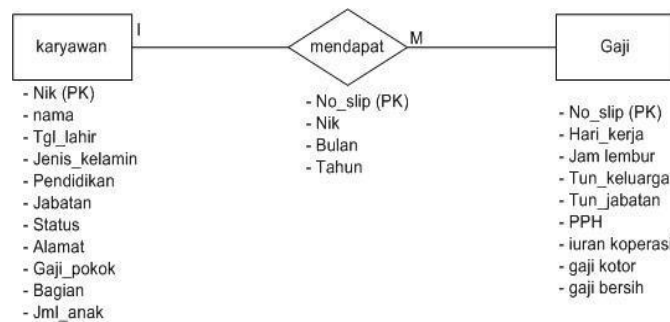 karyawan
I
mendapat
M
Gaji
- Nik (PK)
- nama
- Tgl_lahir
- Jenis_kelamin
- Pendidikan
- Jabatan
- Status
- Alamat
- Gaji_pokok
- Bagian
- Jml_anak
- No_slip (PK)
- Nik
- Bulan
- Tahun
- No_slip (PK)
- Hari_kerja
- Jam lembur
- Tun_keluarga
- Tun_jabatan
- PPH
- iuran koperasi
- gaji kotor
- gaji bersih